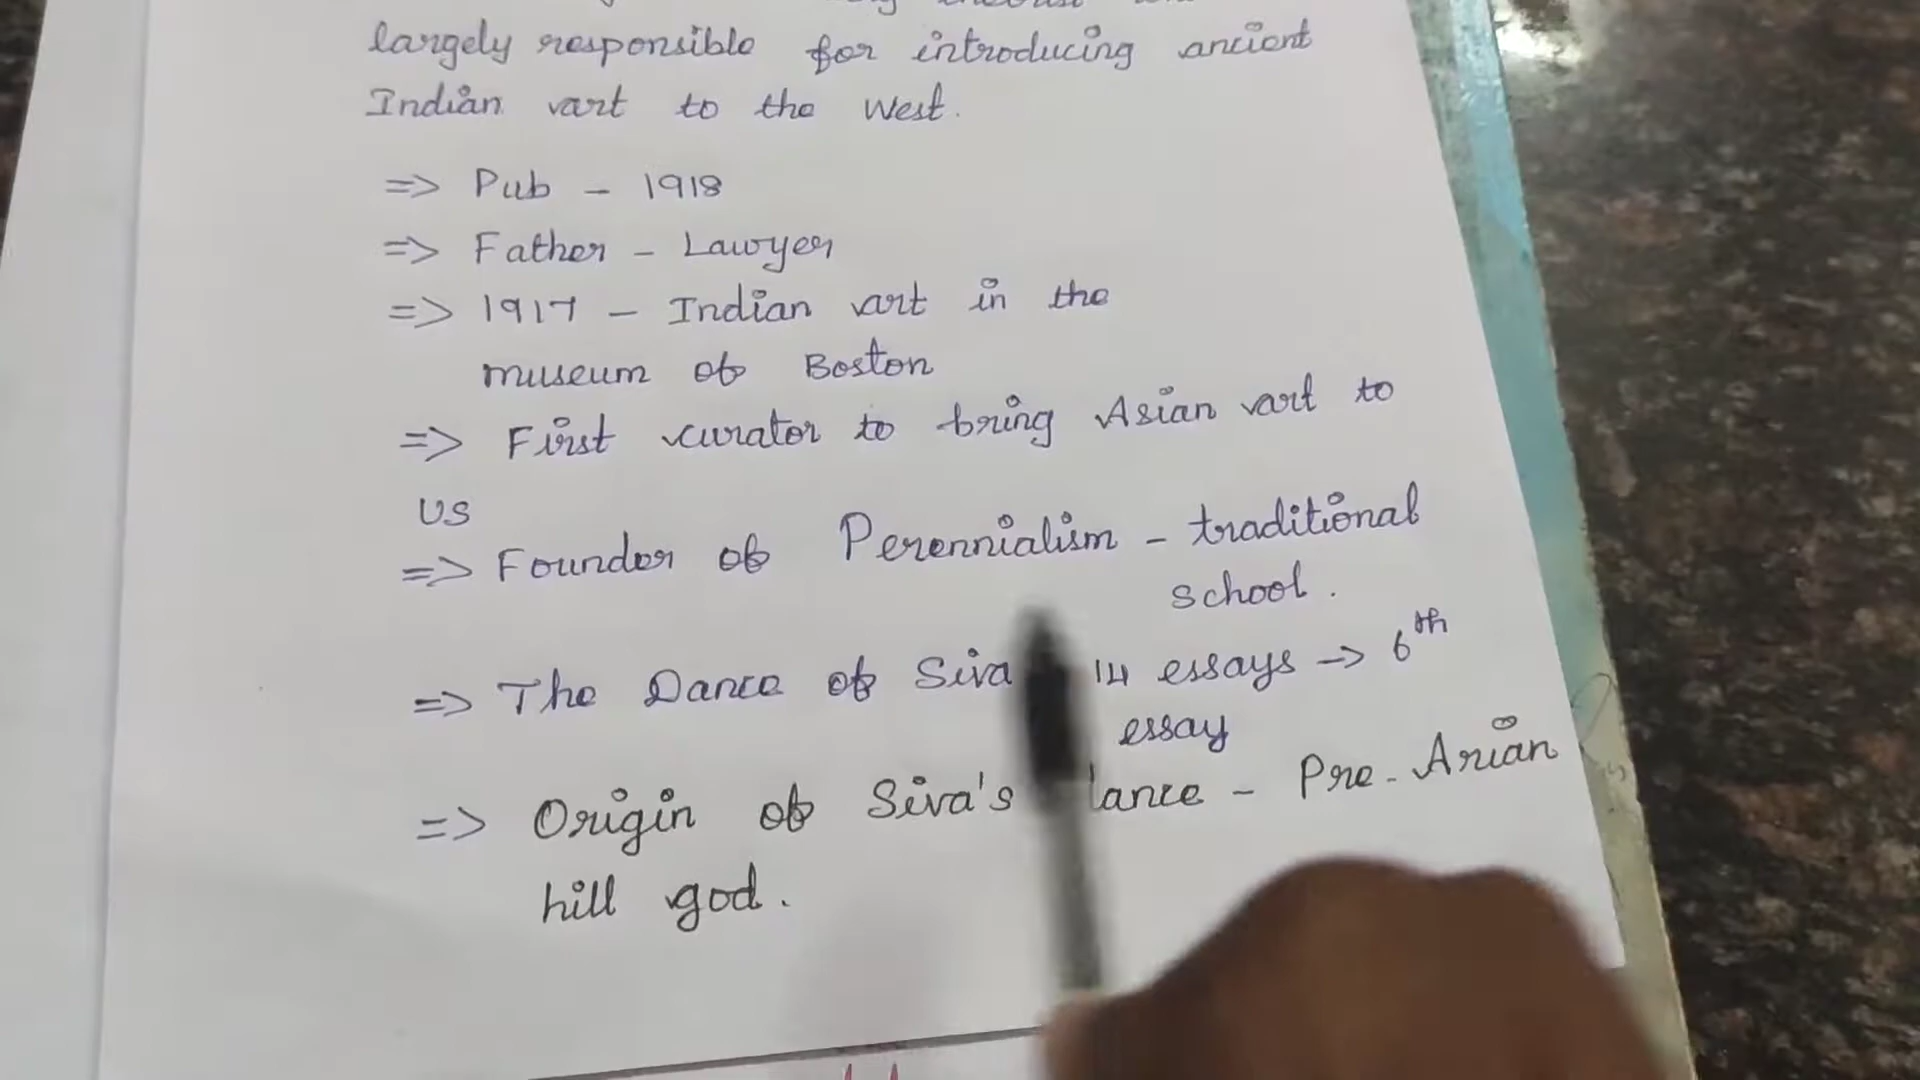 largely responsible for introducing ancient
Indian art to the West.
=> Pub - 1918
=> Father - Lawyer
=> 1917 - Indian art in the
museum of Boston
=> First curator to bring Asian art to
US
=> Founder of Perennialism - traditional
school.
=> The Dance of Siva 14 essays -> 6th
essay
=> Origin of Siva's dance - Pre-Arian
hill god.